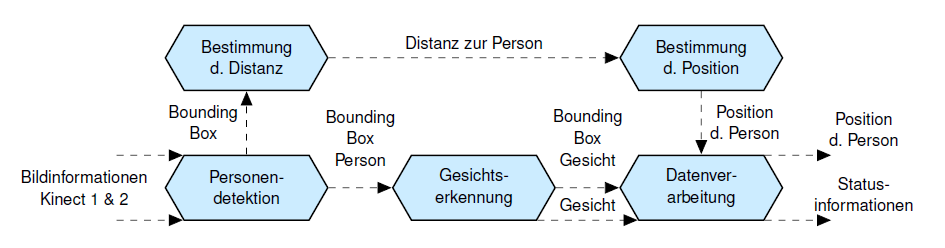 Bestimmung
d. Distanz
Distanz zur Person
Bestimmung
d. Position
Bounding
Box
Bounding
Box
Person
Bounding
Box
Gesicht
Position
d. Person
Position
d. Person
Bildinformationen
Kinect 1 & 2
Personen-
detektion
Gesichts-
erkennung
Gesicht
Datenver-
arbeitung
Status-
informationen